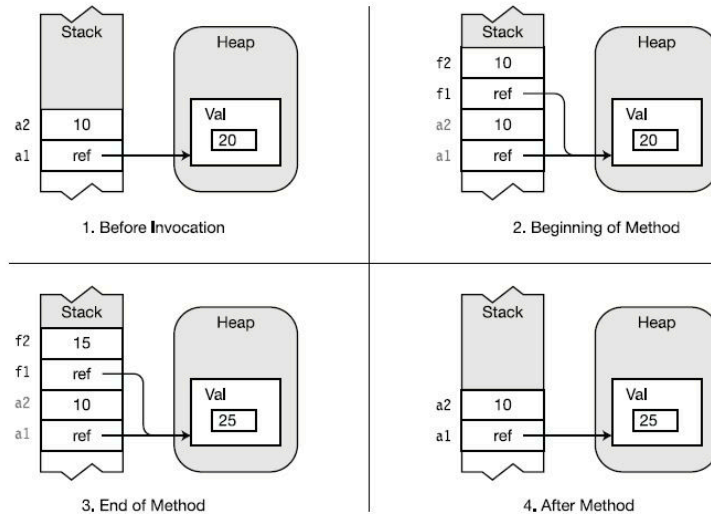 Stack
Heap
a2 10
Val
20
a1 ref
1. Before Invocation
Stack
Heap
f2 10
f1 ref
Val
20
a2 10
a1 ref
2. Beginning of Method
Stack
Heap
f2 15
f1 ref
Val
25
a2 10
a1 ref
3. End of Method
Stack
Heap
a2 10
Val
25
a1 ref
4. After Method